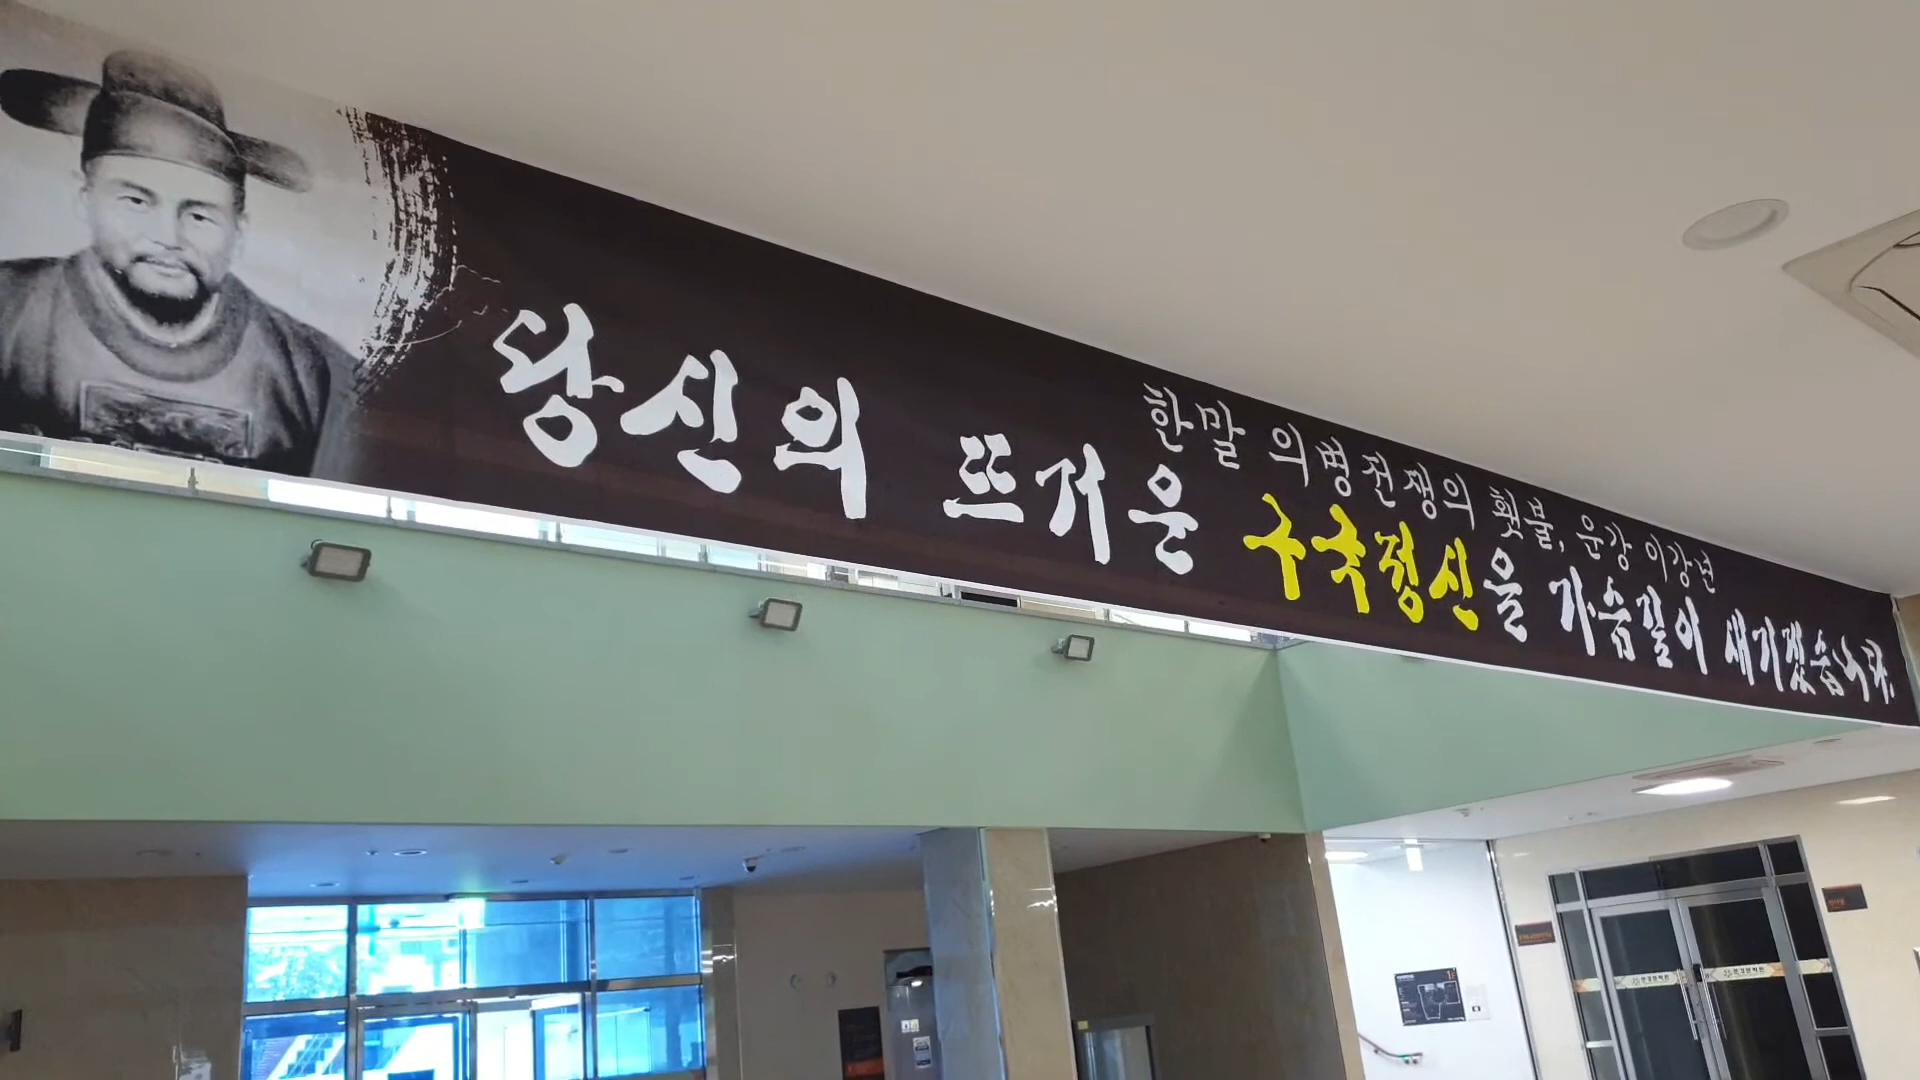 한말 의병전쟁의 횃불, 운강 이강년
당신의 뜨거운 구국정신을 가슴깊이 새기겠습니다.